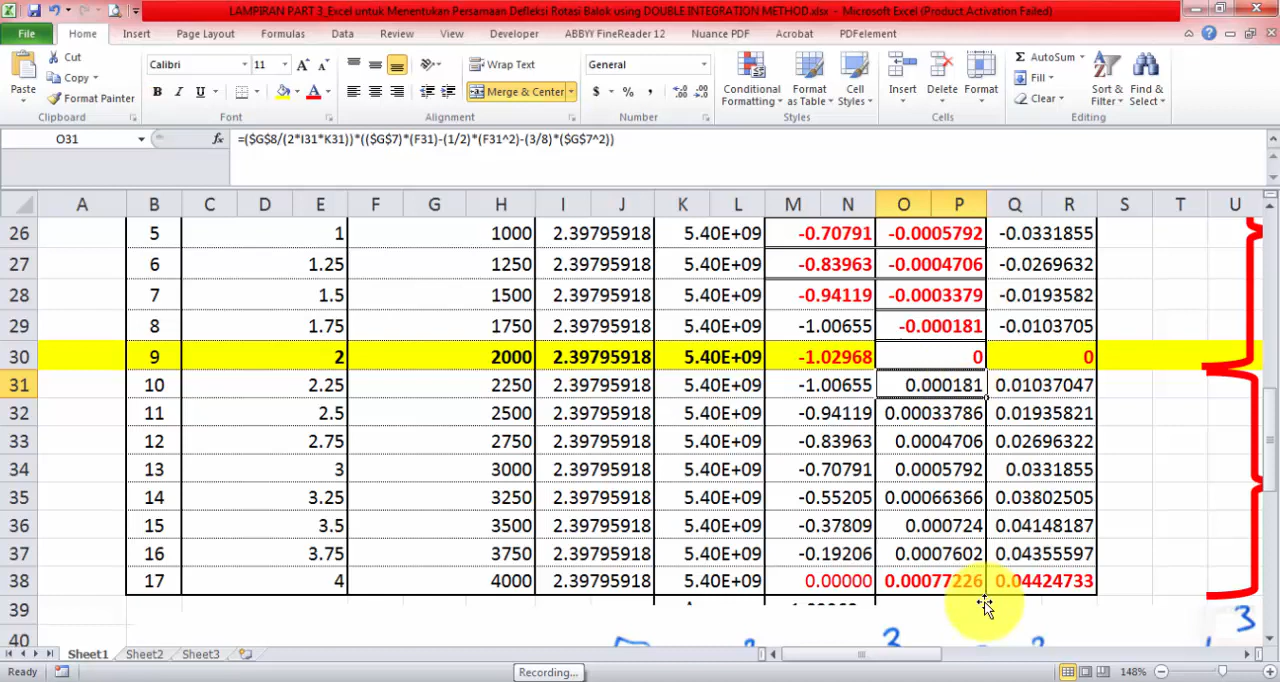 LAMPIRAN PART 3_Excel untuk Menentukan Persamaan Defleksi Rotasi Balok using DOUBLE INTEGRATION METHOD.xlsx - Microsoft Excel (Product Activation Failed)
File Home Insert Page Layout Formulas Data Review View Developer ABBYY FineReader 12 Nuance PDF Acrobat PDFelement
Paste
Cut
Copy
Format Painter
Clipboard
Calibri 11
B I U
Font
Wrap Text
Merge & Center
Alignment
General
$ % ,
Number
Conditional Formatting
Format as Table
Cell Styles
Styles
Insert
Delete
Format
Cells
Σ AutoSum
Fill
Clear
Sort & Filter
Find & Select
Editing
O31 fx =($G$8/(2*I31*K31))*(($G$7)*(F31)-(1/2)*(F31^2)-(3/8)*($G$7^2))
A B C D E F G H I J K L M N O P Q R S T U
26 5 1 1000 2.39795918 5.40E+09 -0.70791 -0.0005792 -0.0331855
27 6 1.25 1250 2.39795918 5.40E+09 -0.83963 -0.0004706 -0.0269632
28 7 1.5 1500 2.39795918 5.40E+09 -0.94119 -0.0003379 -0.0193582
29 8 1.75 1750 2.39795918 5.40E+09 -1.00655 -0.000181 -0.0103705
30 9 2 2000 2.39795918 5.40E+09 -1.02968 0 0
31 10 2.25 2250 2.39795918 5.40E+09 -1.00655 0.000181 0.01037047
32 11 2.5 2500 2.39795918 5.40E+09 -0.94119 0.00033786 0.01935821
33 12 2.75 2750 2.39795918 5.40E+09 -0.83963 0.0004706 0.02696322
34 13 3 3000 2.39795918 5.40E+09 -0.70791 0.0005792 0.0331855
35 14 3.25 3250 2.39795918 5.40E+09 -0.55205 0.00066366 0.03802505
36 15 3.5 3500 2.39795918 5.40E+09 -0.37809 0.000724 0.04148187
37 16 3.75 3750 2.39795918 5.40E+09 -0.19206 0.0007602 0.04355597
38 17 4 4000 2.39795918 5.40E+09 0.00000 0.00077226 0.04424733
39
40 3 3
Sheet1 Sheet2 Sheet3
Ready Recording... 148%